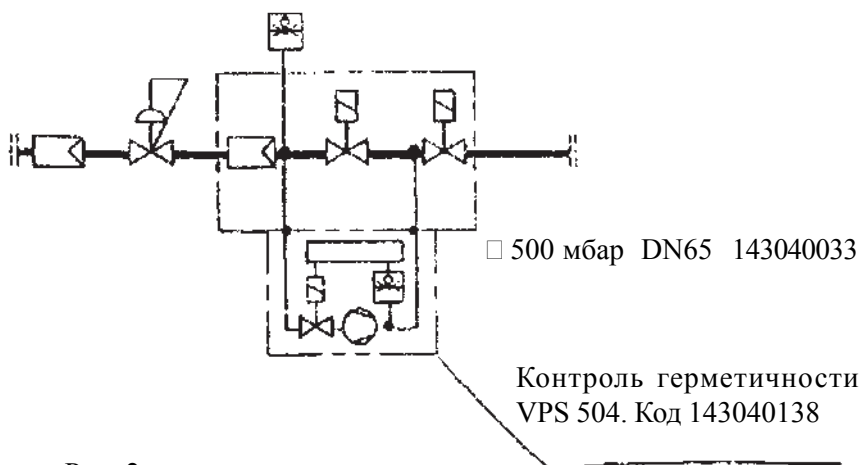 □ 500 мбар DN65 143040033
Контроль герметичности
VPS 504. Код 143040138